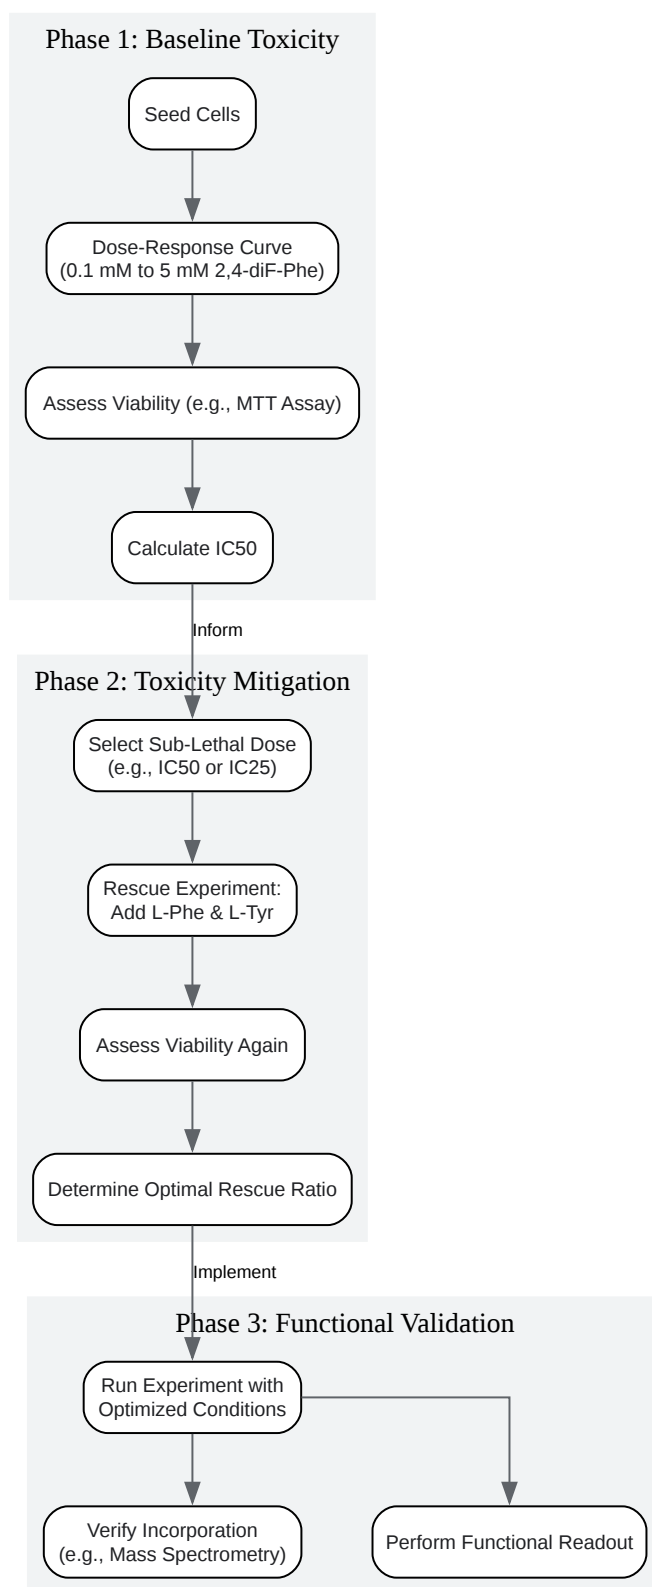 Phase 1: Baseline Toxicity
Seed Cells
Dose-Response Curve
(0.1 mM to 5 mM 2,4-diF-Phe)
Assess Viability (e.g., MTT Assay)
Calculate IC50
Inform
Phase 2: Toxicity Mitigation
Select Sub-Lethal Dose
(e.g., IC50 or IC25)
Rescue Experiment:
Add L-Phe & L-Tyr
Assess Viability Again
Determine Optimal Rescue Ratio
Implement
Phase 3: Functional Validation
Run Experiment with
Optimized Conditions
Verify Incorporation
(e.g., Mass Spectrometry)
Perform Functional Readout